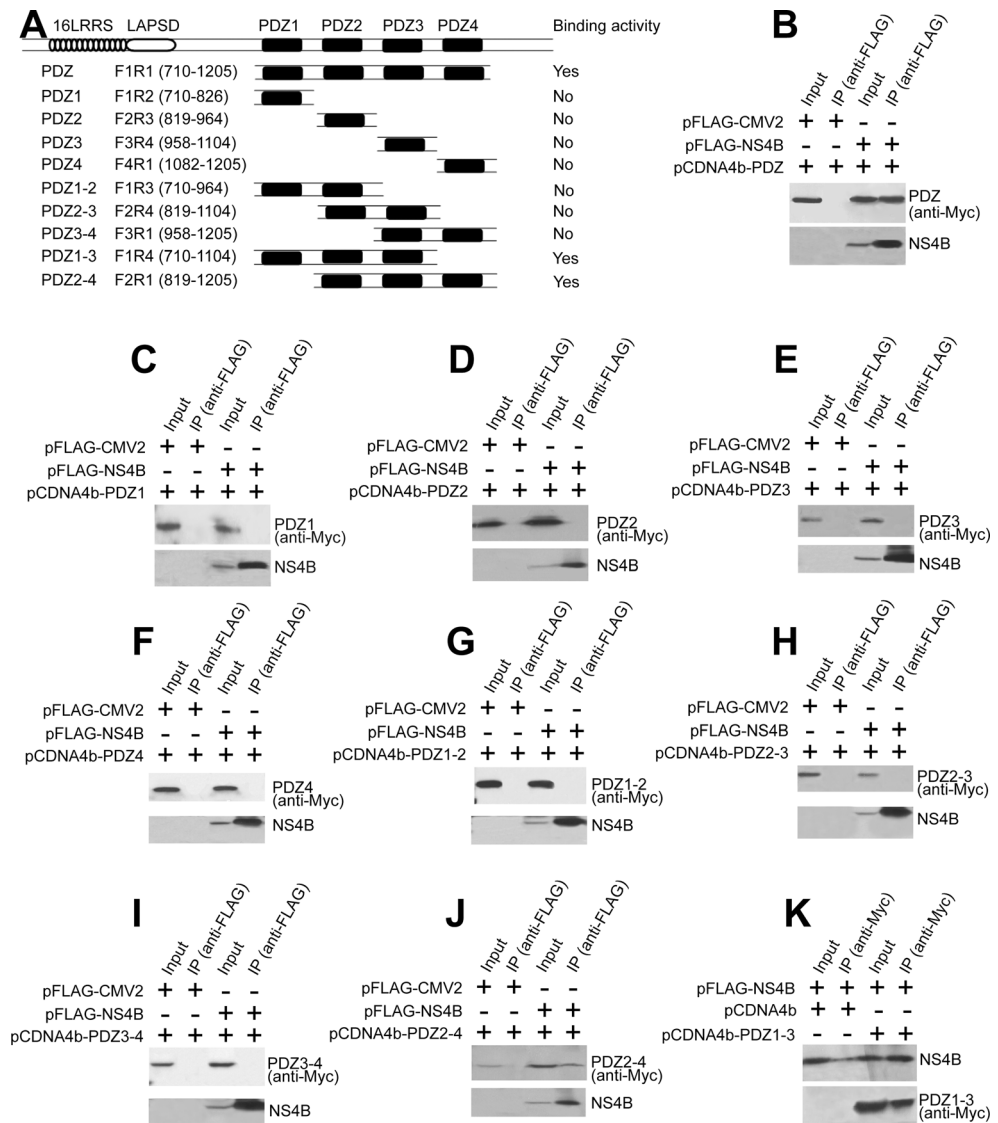 A
16LRRS LAPSD PDZ1 PDZ2 PDZ3 PDZ4 Binding activity
PDZ F1R1 (710-1205) Yes
PDZ1 F1R2 (710-826) No
PDZ2 F2R3 (819-964) No
PDZ3 F3R4 (958-1104) No
PDZ4 F4R1 (1082-1205) No
PDZ1-2 F1R3 (710-964) No
PDZ2-3 F2R4 (819-1104) No
PDZ3-4 F3R1 (958-1205) No
PDZ1-3 F1R4 (710-1104) Yes
PDZ2-4 F2R1 (819-1205) Yes
B
Input IP (anti-FLAG) Input IP (anti-FLAG)
pFLAG-CMV2 + + - -
pFLAG-NS4B - - + +
pCDNA4b-PDZ + + + +
PDZ
(anti-Myc)
NS4B
C
Input IP (anti-FLAG) Input IP (anti-FLAG)
pFLAG-CMV2 + + - -
pFLAG-NS4B - - + +
pCDNA4b-PDZ1 + + + +
PDZ1
(anti-Myc)
NS4B
D
Input IP (anti-FLAG) Input IP (anti-FLAG)
pFLAG-CMV2 + + - -
pFLAG-NS4B - - + +
pCDNA4b-PDZ2 + + + +
PDZ2
(anti-Myc)
NS4B
E
Input IP (anti-FLAG) Input IP (anti-FLAG)
pFLAG-CMV2 + + - -
pFLAG-NS4B - - + +
pCDNA4b-PDZ3 + + + +
PDZ3
(anti-Myc)
NS4B
F
Input IP (anti-FLAG) Input IP (anti-FLAG)
pFLAG-CMV2 + + - -
pFLAG-NS4B - - + +
pCDNA4b-PDZ4 + + + +
PDZ4
(anti-Myc)
NS4B
G
Input IP (anti-FLAG) Input IP (anti-FLAG)
pFLAG-CMV2 + + - -
pFLAG-NS4B - - + +
pCDNA4b-PDZ1-2 + + + +
PDZ1-2
(anti-Myc)
NS4B
H
Input IP (anti-FLAG) Input IP (anti-FLAG)
pFLAG-CMV2 + + - -
pFLAG-NS4B - - + +
pCDNA4b-PDZ2-3 + + + +
PDZ2-3
(anti-Myc)
NS4B
I
Input IP (anti-FLAG) Input IP (anti-FLAG)
pFLAG-CMV2 + + - -
pFLAG-NS4B - - + +
pCDNA4b-PDZ3-4 + + + +
PDZ3-4
(anti-Myc)
NS4B
J
Input IP (anti-FLAG) Input IP (anti-FLAG)
pFLAG-CMV2 + + - -
pFLAG-NS4B - - + +
pCDNA4b-PDZ2-4 + + + +
PDZ2-4
(anti-Myc)
NS4B
K
Input IP (anti-Myc) Input IP (anti-Myc)
pFLAG-NS4B + + + +
pCDNA4b + + - -
pCDNA4b-PDZ1-3 - - + +
NS4B
PDZ1-3
(anti-Myc)